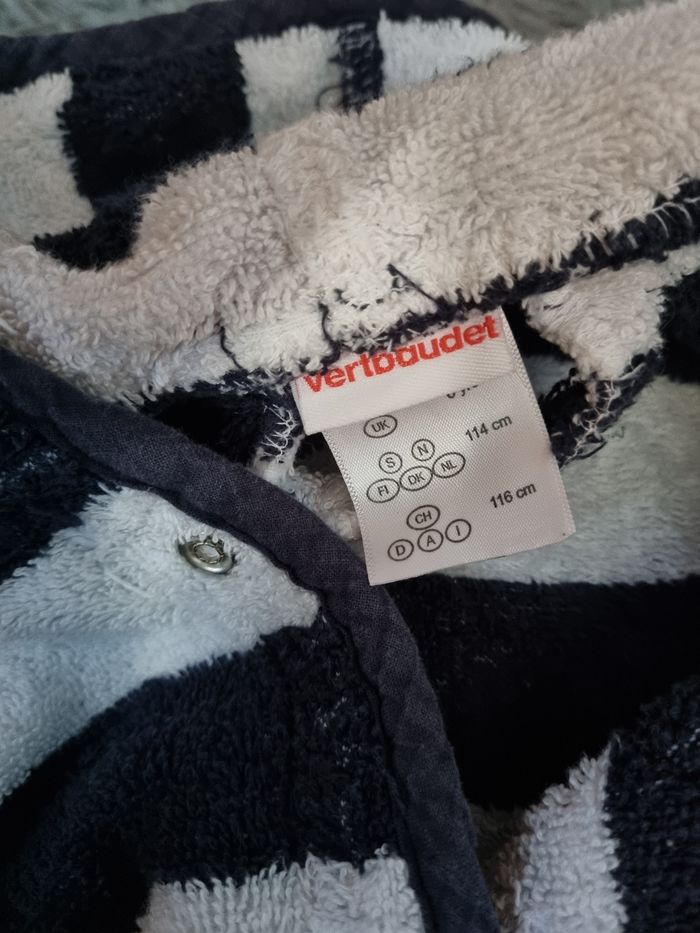 vertbaudet
UK
S N 114 cm
FI DK NL
CH 116 cm
D A I